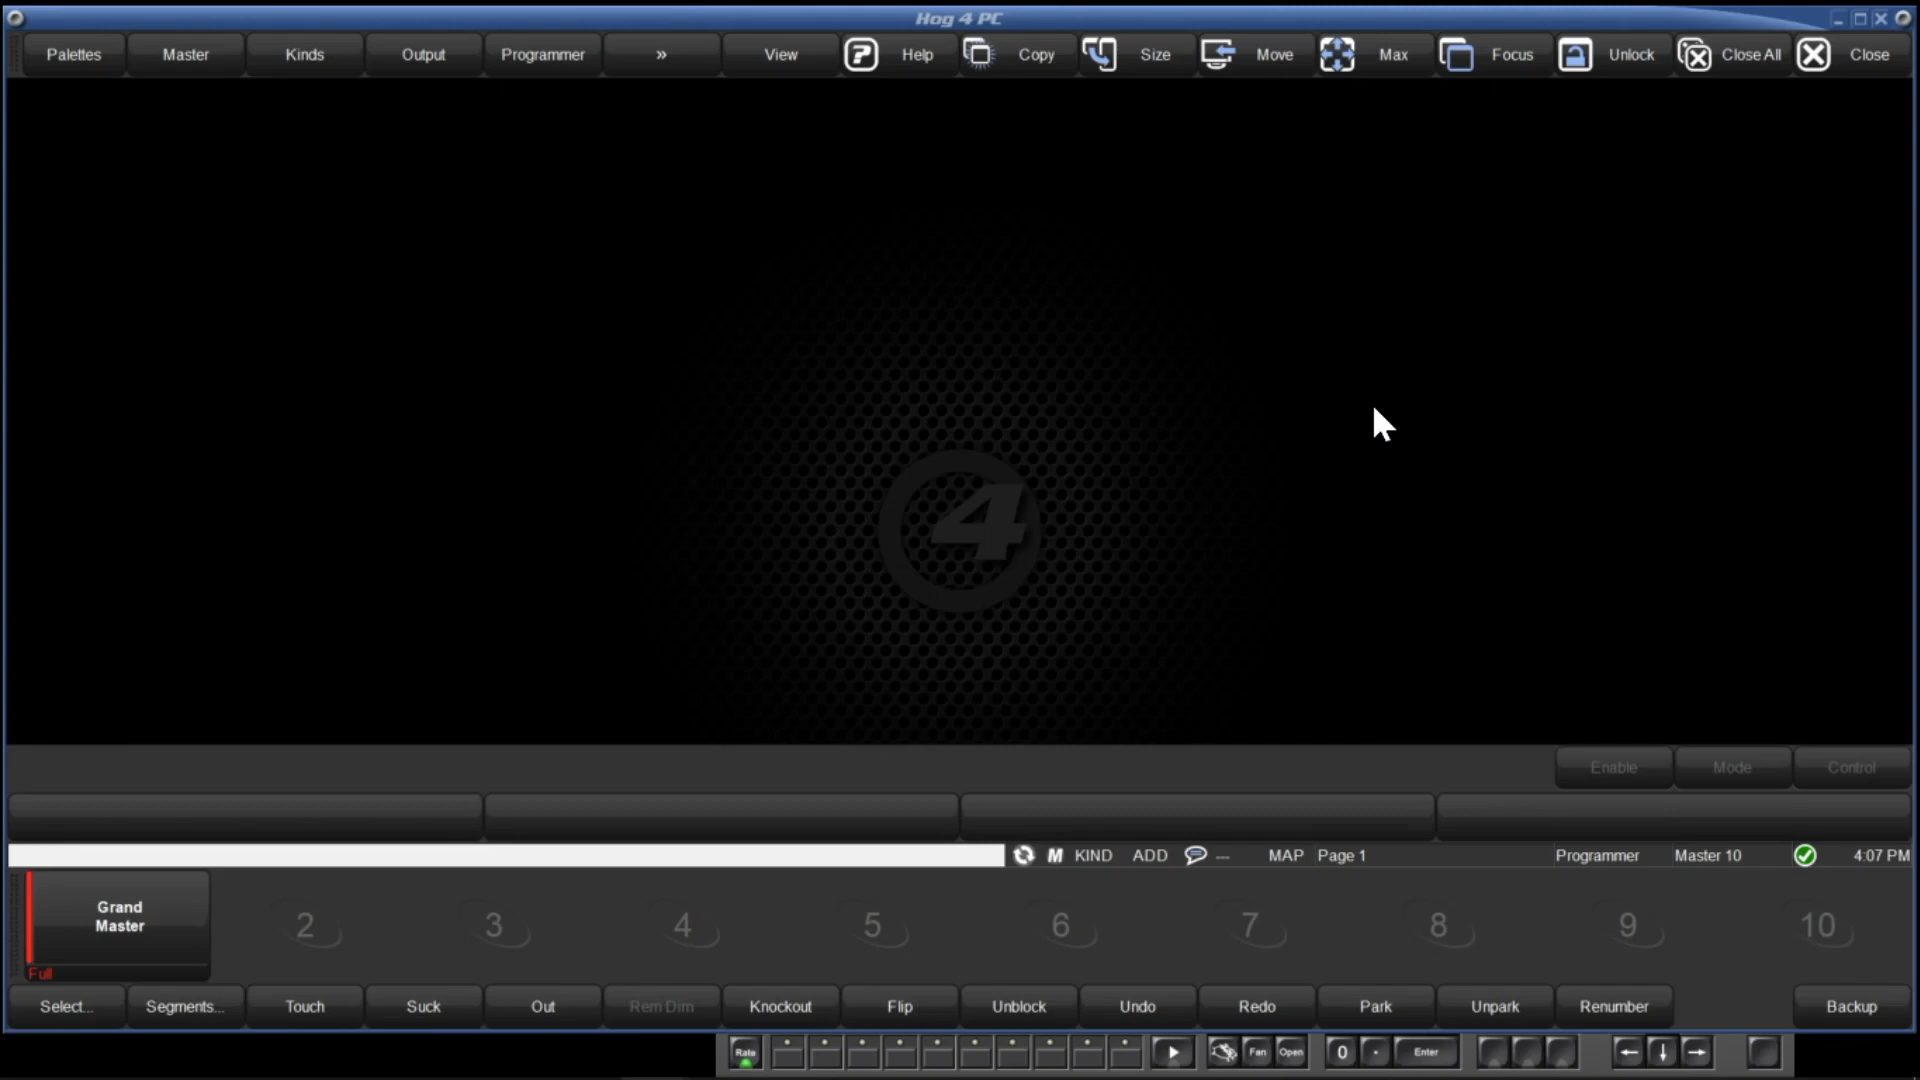 Hog 4 PC
Palettes Master Kinds Output Programmer » View ? Help Copy Size Move Max Focus Unlock Close All Close
4
Enable Mode Control
M KIND ADD --- MAP Page 1 Programmer Master 10 4:07 PM
Grand
Master
2 3 4 5 6 7 8 9 10
Full
Select... Segments... Touch Suck Out Rem Dim Knockout Flip Unblock Undo Redo Park Unpark Renumber Backup
Rate Fan Open 0 . Enter